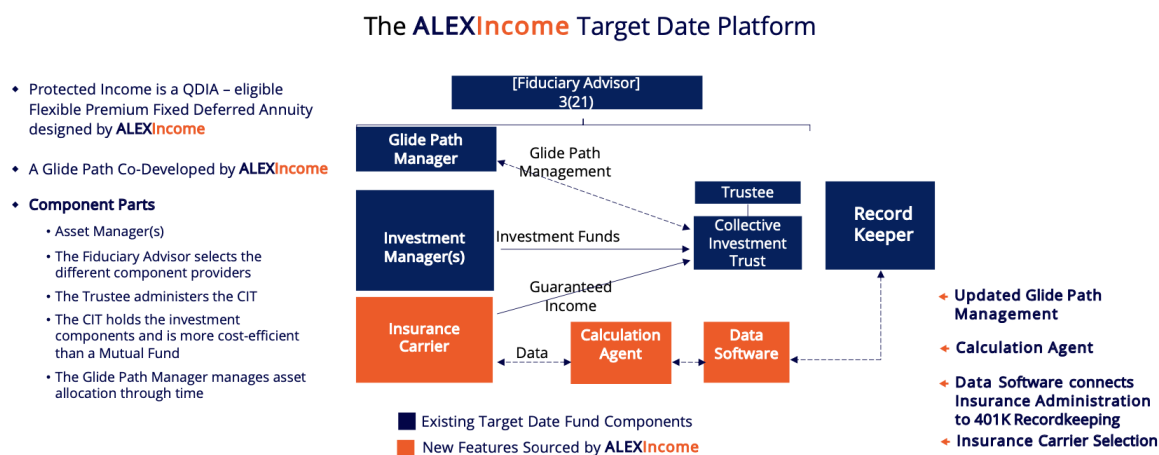 The ALEXIncome Target Date Platform
Protected Income is a QDIA – eligible
Flexible Premium Fixed Deferred Annuity
designed by ALEXIncome
A Glide Path Co-Developed by ALEXIncome
Component Parts
• Asset Manager(s)
• The Fiduciary Advisor selects the
different component providers
• The Trustee administers the CIT
• The CIT holds the investment
components and is more cost-efficient
than a Mutual Fund
• The Glide Path Manager manages asset
allocation through time
[Fiduciary Advisor]
3(21)
Glide Path
Manager
Glide Path
Management
Investment
Manager(s)
Investment Funds
Trustee
Collective
Investment
Trust
Record
Keeper
Guaranteed
Income
Insurance
Carrier
Data
Calculation
Agent
Data
Software
Existing Target Date Fund Components
New Features Sourced by ALEXIncome
Updated Glide Path
Management
Calculation Agent
Data Software connects
Insurance Administration
to 401K Recordkeeping
Insurance Carrier Selection